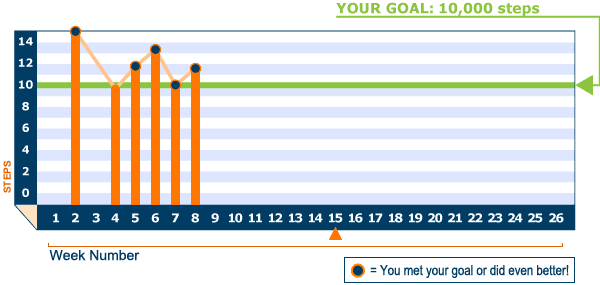 YOUR GOAL: 10,000 steps
14
12
10
8
6
4
2
0
STEPS
1 2 3 4 5 6 7 8 9 10 11 12 13 14 15 16 17 18 19 20 21 22 23 24 25 26
Week Number
= You met your goal or did even better!